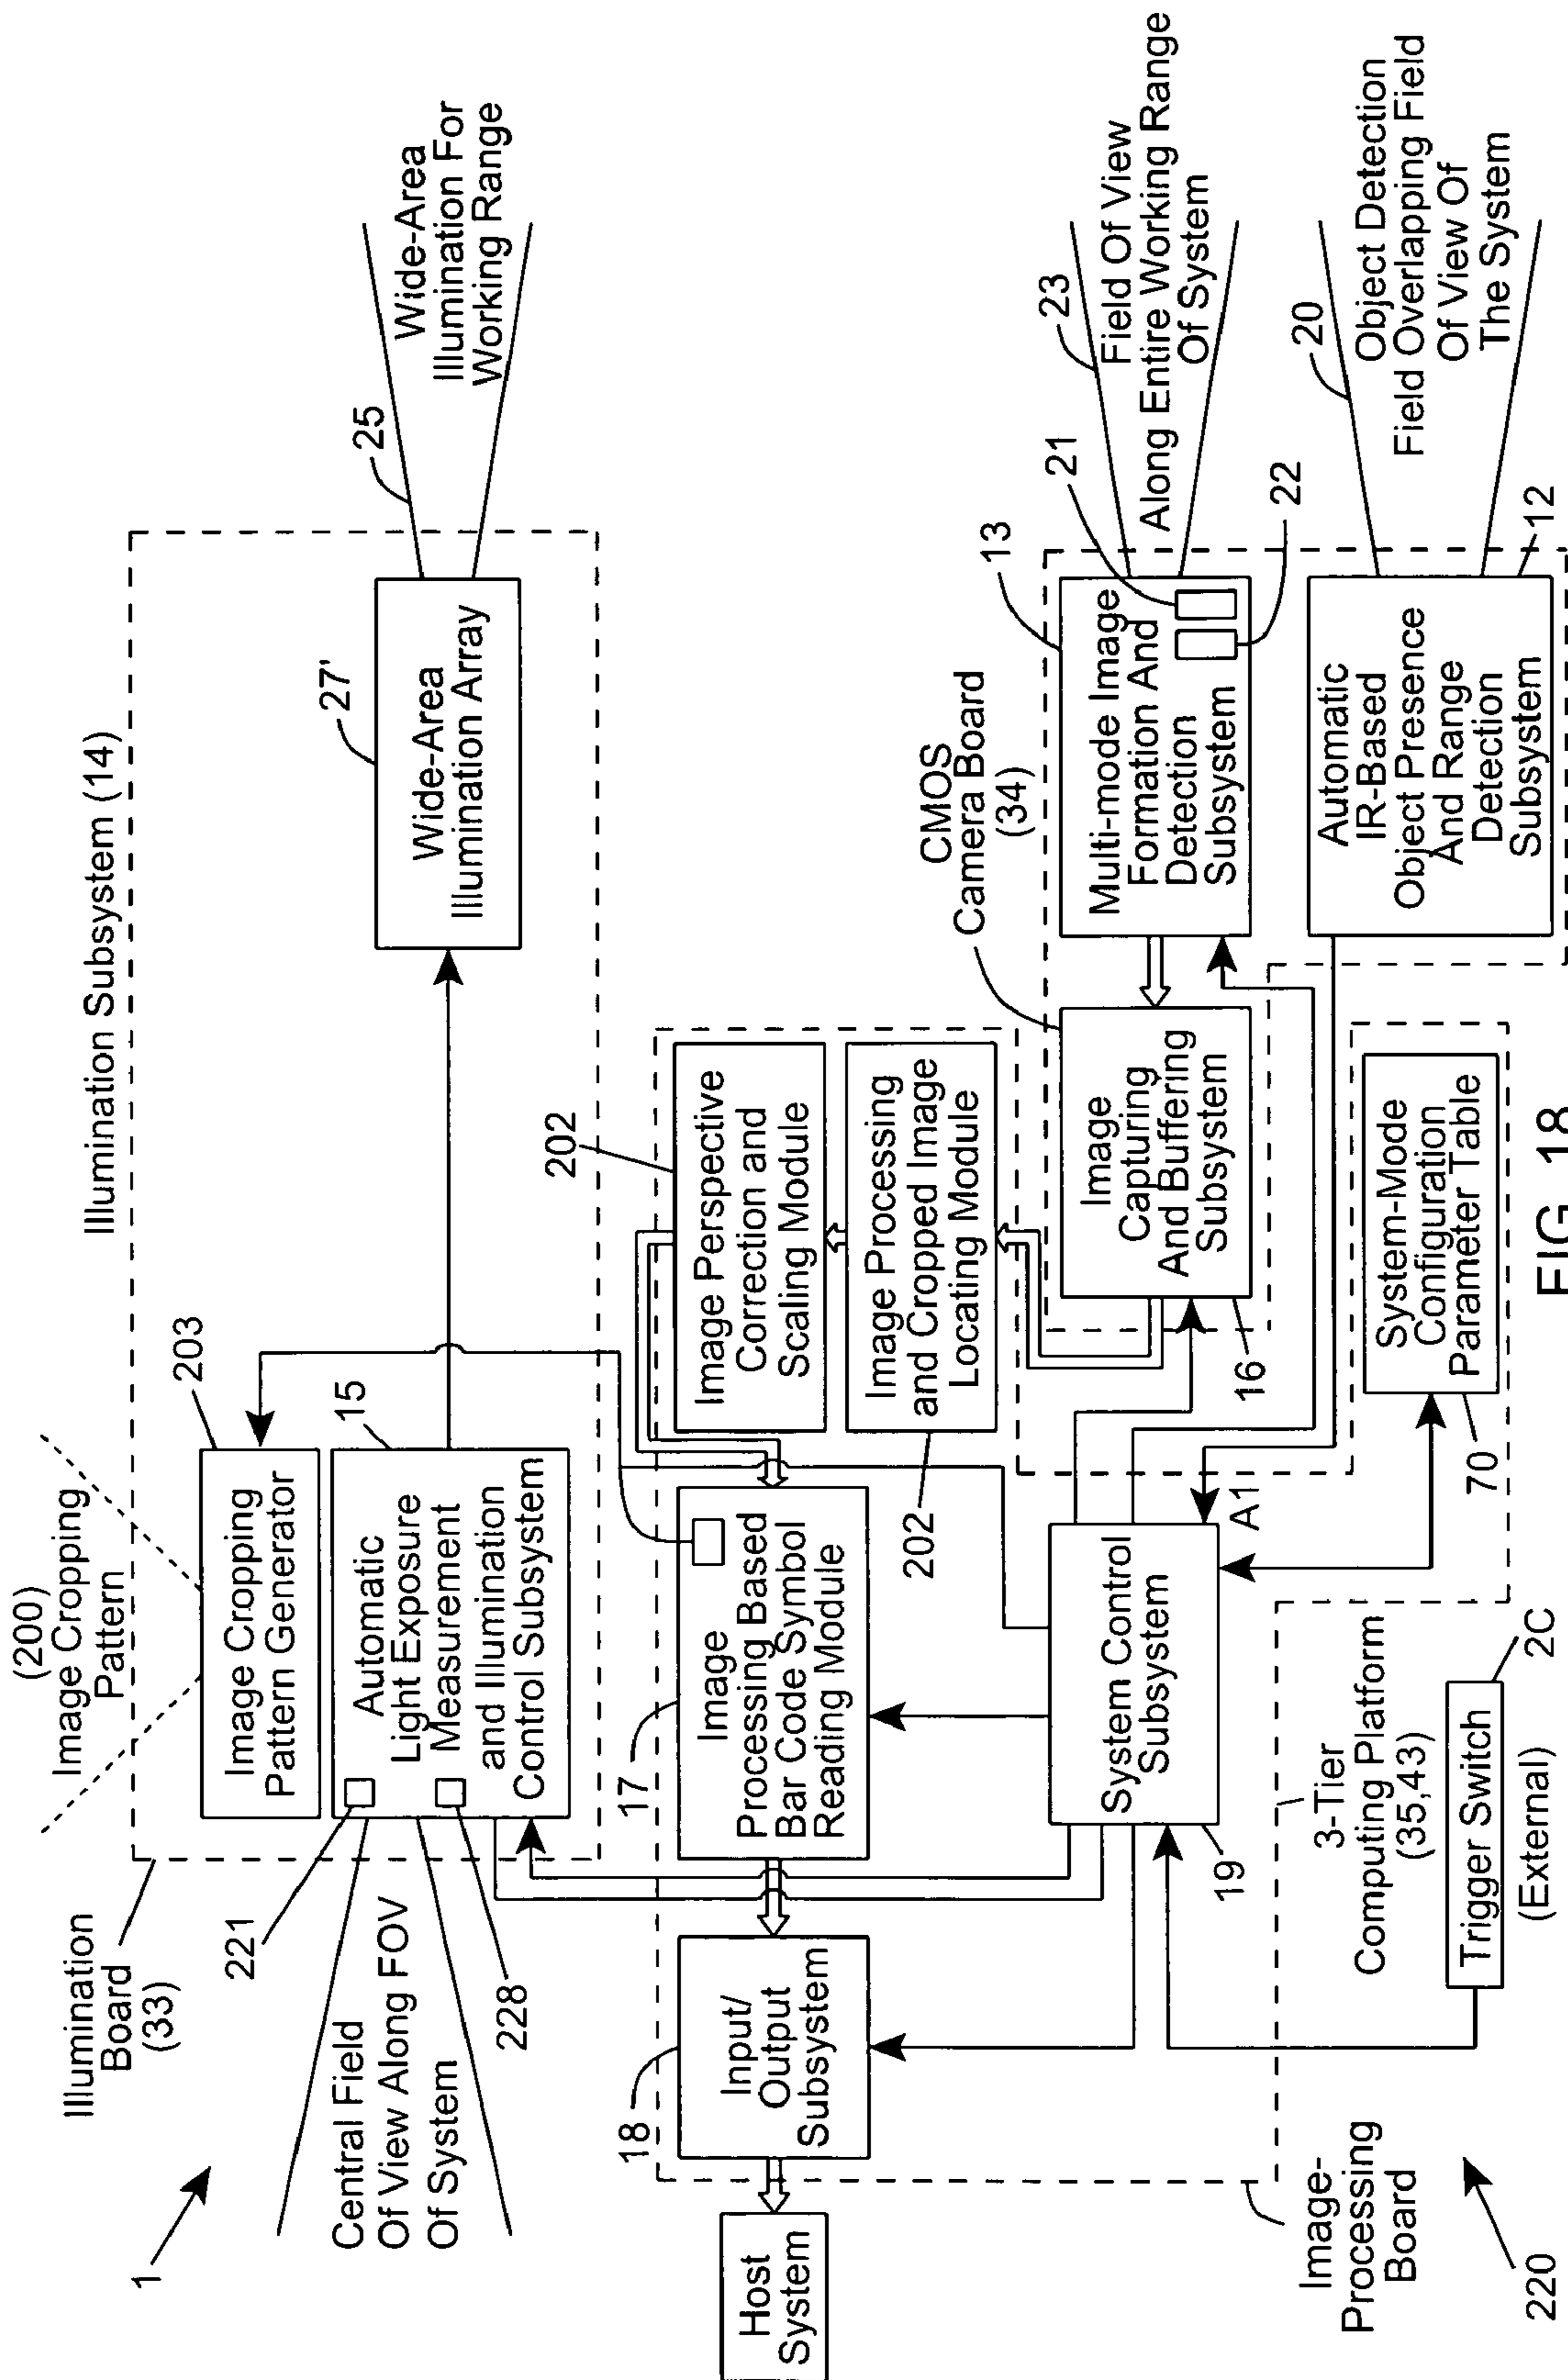 1
Illumination
Board
(33)
(200)
Image Cropping
Pattern
Illumination Subsystem (14)
203
Image Cropping
Pattern Generator
15
Automatic
Light Exposure
Measurement
and Illumination
Control Subsystem
221
228
Central Field
Of View Along FOV
Of System
27'
Wide-Area
Illumination Array
25
Wide-Area
Illumination For
Working Range
202
Image Perspective
Correction and
Scaling Module
Image Processing
and Cropped Image
Locating Module
202
17
Image
Processing Based
Bar Code Symbol
Reading Module
18
Input/
Output
Subsystem
Host
System
CMOS
Camera Board
(34)
13
Multi-mode Image
Formation And
Detection
Subsystem
21
22
23
Field Of View
Along Entire Working Range
Of System
Image
Capturing
And Buffering
Subsystem
16
20
Object Detection
Field Overlapping Field
Of View Of
The System
Automatic
IR-Based
Object Presence
And Range
Detection
Subsystem
12
System Control
Subsystem
19
A1
System-Mode
Configuration
Parameter Table
70
3-Tier
Computing Platform
(35,43)
Trigger Switch
2C
(External)
Image-
Processing
Board
220
FIG. 18